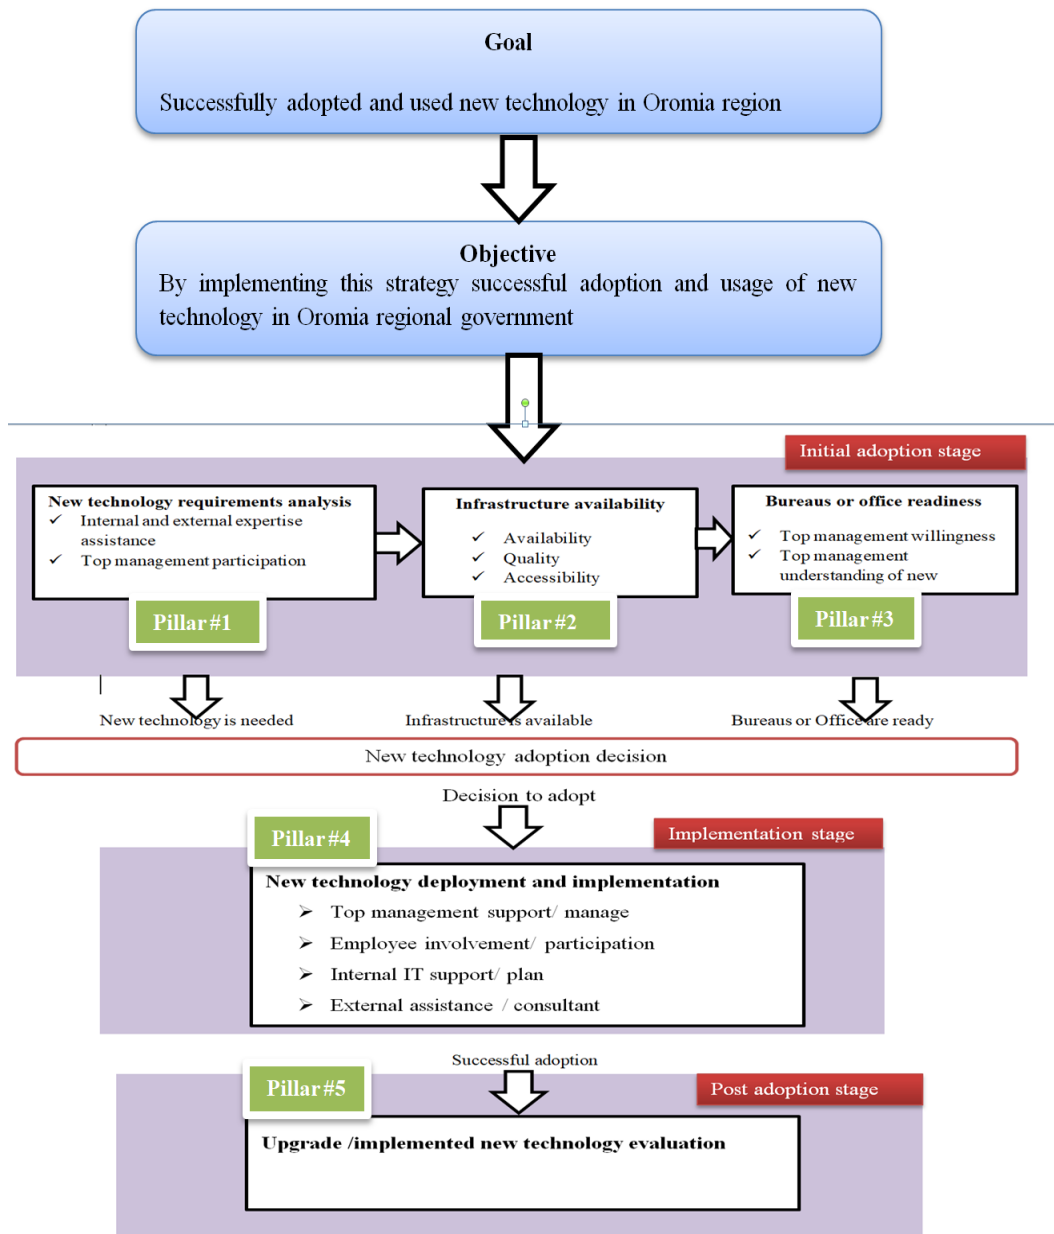 Goal
Successfully adopted and used new technology in Oromia region
Objective
By implementing this strategy successful adoption and usage of new
technology in Oromia regional government
Initial adoption stage
New technology requirements analysis
Internal and external expertise
assistance
Top management participation
Pillar #1
Infrastructure availability
Availability
Quality
Accessibility
Pillar #2
Bureaus or office readiness
Top management willingness
Top management
understanding of new
Pillar #3
New technology is needed
Infrastructure is available
Bureaus or Office are ready
New technology adoption decision
Decision to adopt
Pillar #4
Implementation stage
New technology deployment and implementation
Top management support/ manage
Employee involvement/ participation
Internal IT support/ plan
External assistance / consultant
Successful adoption
Pillar #5
Post adoption stage
Upgrade /implemented new technology evaluation